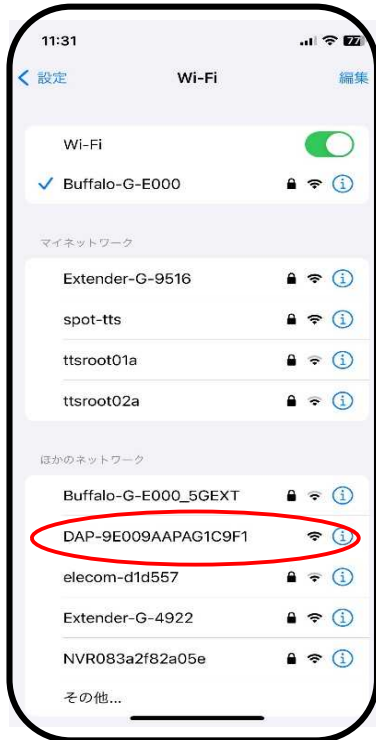 11:31 77
設定 Wi-Fi 編集
Wi-Fi
Buffalo-G-E000
マイネットワーク
Extender-G-9516
spot-tts
ttsroot01a
ttsroot02a
ほかのネットワーク
Buffalo-G-E000_5GEXT
DAP-9E009AAPAG1C9F1
elecom-d1d557
Extender-G-4922
NVR083a2f82a05e
その他...